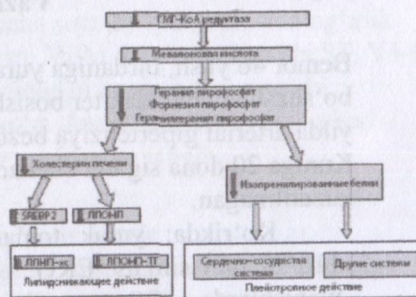 ГМГ-КоА редуктаза
Мевалоновая кислота
Геранил пирофосфат
Фарнезил пирофосфат
Геранилгеранил пирофосфат
Холестерин печени
Изопренилированные белки
SREBP 2
ЛПОНП
ЛПНП-хс
ЛПОНП-ТГ
Липидснижающее действие
Сердечно-сосудистая система
Другие системы
Плейотропное действие